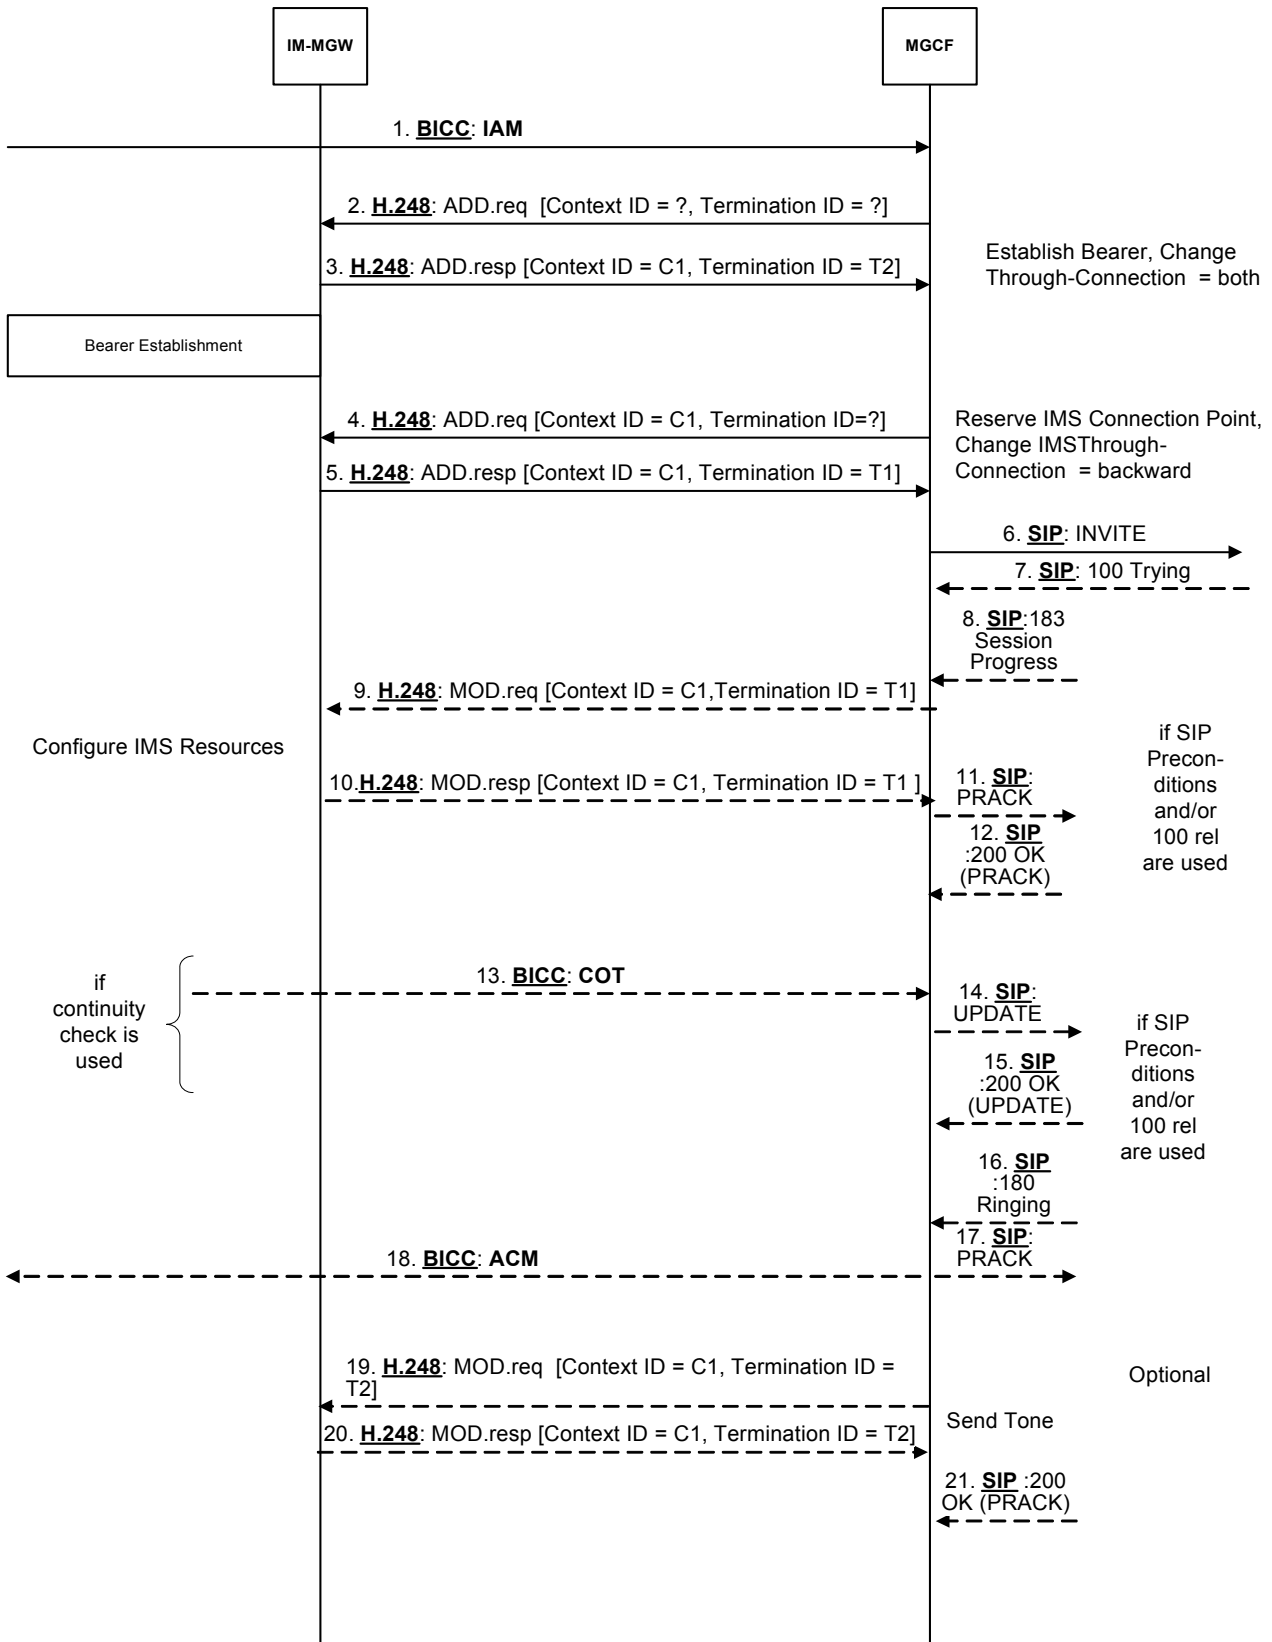 IM-MGW
MGCF
1. BICC: IAM
2. H.248: ADD.req  [Context ID = ?, Termination ID = ?]
3. H.248: ADD.resp [Context ID = C1, Termination ID = T2]
Establish Bearer, Change
Through-Connection  = both
Bearer Establishment
4. H.248: ADD.req [Context ID = C1, Termination ID=?]
5. H.248: ADD.resp [Context ID = C1, Termination ID = T1]
Reserve IMS Connection Point,
Change IMSThrough-
Connection  = backward
6. SIP: INVITE
7. SIP: 100 Trying
8. SIP:183
Session
Progress
9. H.248: MOD.req [Context ID = C1,Termination ID = T1]
Configure IMS Resources
10.H.248: MOD.resp [Context ID = C1, Termination ID = T1 ]
11. SIP:
PRACK
12. SIP
:200 OK
(PRACK)
if SIP
Precon-
ditions
and/or
100 rel
are used
if
continuity
check is
used
13. BICC: COT
14. SIP:
UPDATE
15. SIP
:200 OK
(UPDATE)
if SIP
Precon-
ditions
and/or
100 rel
are used
16. SIP
:180
Ringing
17. SIP:
PRACK
18. BICC: ACM
19. H.248: MOD.req  [Context ID = C1, Termination ID =
T2]
Optional
20. H.248: MOD.resp [Context ID = C1, Termination ID = T2]
Send Tone
21. SIP :200
OK (PRACK)